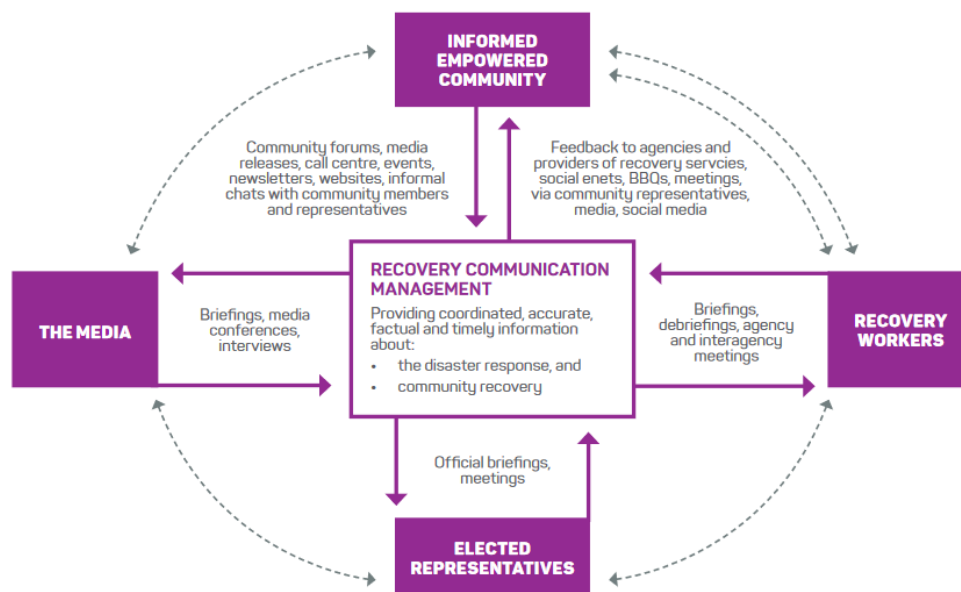 INFORMED
EMPOWERED
COMMUNITY
Community forums, media
releases, call centre, events,
newsletters, websites, informal
chats with community members
and representatives
Feedback to agencies and
providers of recovery servcies,
social enets, BBQs, meetings,
via community representatives,
media, social media
THE MEDIA
Briefings, media
conferences,
interviews
RECOVERY COMMUNICATION
MANAGEMENT
Providing coordinated, accurate,
factual and timely information
about:
• the disaster response, and
• community recovery
Briefings,
debriefings, agency
and interagency
meetings
RECOVERY
WORKERS
Official briefings,
meetings
ELECTED
REPRESENTATIVES